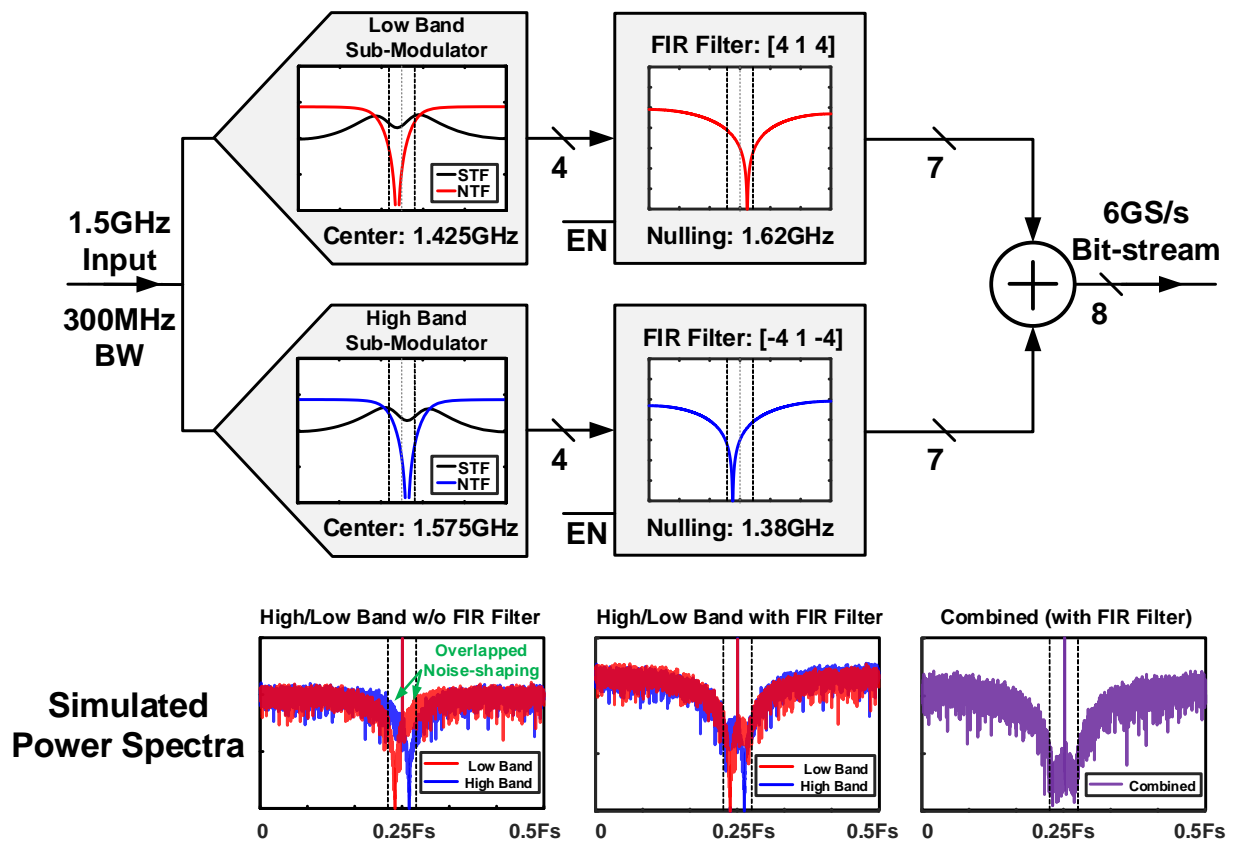 Low Band
Sub-Modulator
STF
NTF
Center: 1.425GHz
4
EN
FIR Filter: [4 1 4]
Nulling: 1.62GHz
7
1.5GHz
Input
300MHz
BW
6GS/s
Bit-stream
8
High Band
Sub-Modulator
STF
NTF
Center: 1.575GHz
4
EN
FIR Filter: [-4 1 -4]
Nulling: 1.38GHz
7
Simulated
Power Spectra
High/Low Band w/o FIR Filter
Overlapped
Noise-shaping
Low Band
High Band
0 0.25Fs 0.5Fs
High/Low Band with FIR Filter
Low Band
High Band
0 0.25Fs 0.5Fs
Combined (with FIR Filter)
Combined
0 0.25Fs 0.5Fs